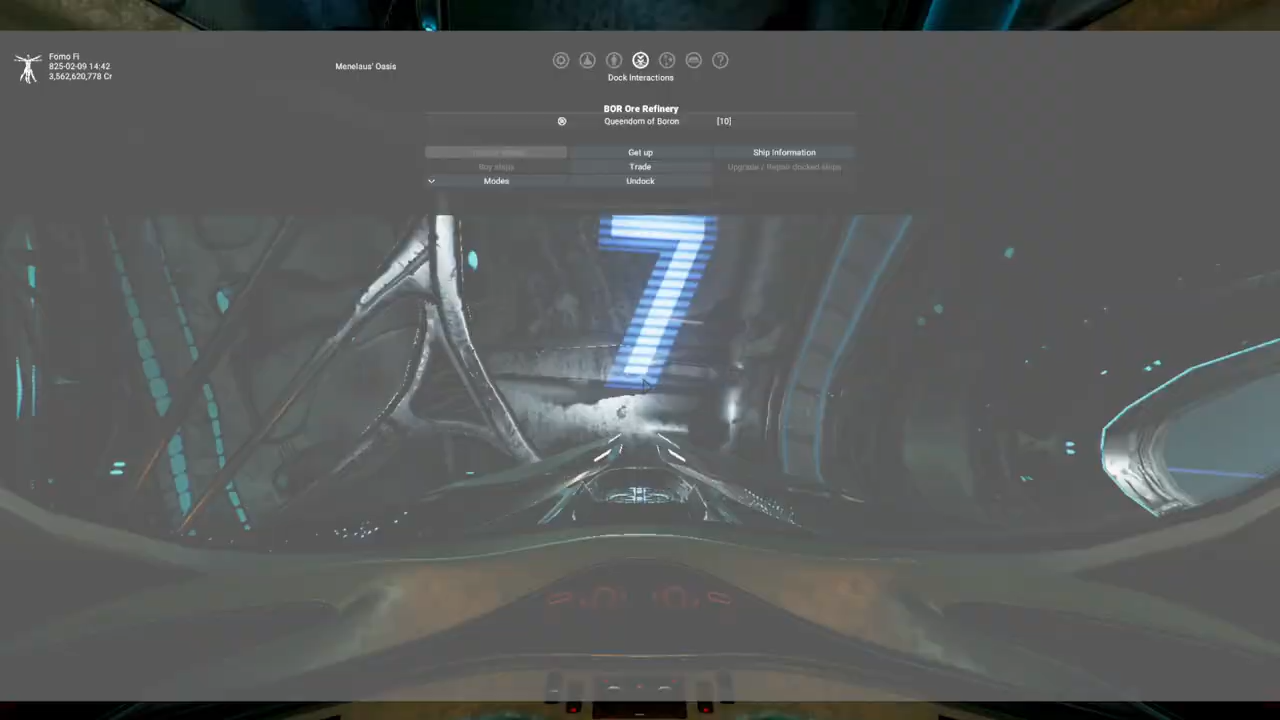 Fomo Fi
825-02-09 14:42
3,562,620,778 Cr
Menelaus' Oasis
Dock Interactions
BOR Ore Refinery
Queendom of Boron [10]
Get up Ship Information
Buy ships Trade Upgrade / Repair docked ships
Modes Undock
7